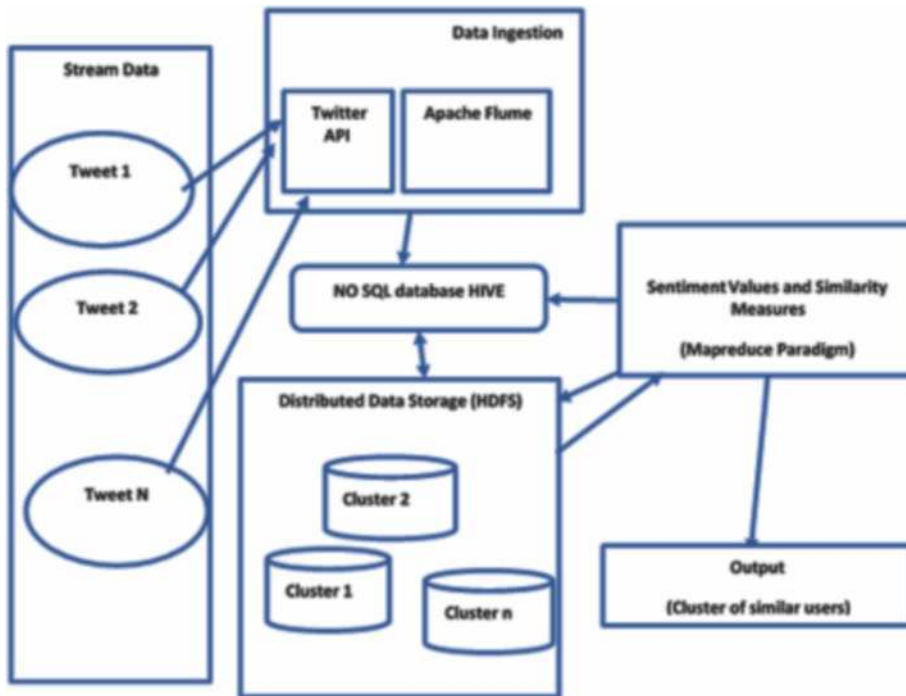 Stream Data
Tweet 1
Tweet 2
Tweet N
Data Ingestion
Twitter
API
Apache Flume
NO SQL database HIVE
Distributed Data Storage (HDFS)
Cluster 2
Cluster 1
Cluster n
Sentiment Values and Similarity
Measures
(Mapreduce Paradigm)
Output
(Cluster of similar users)